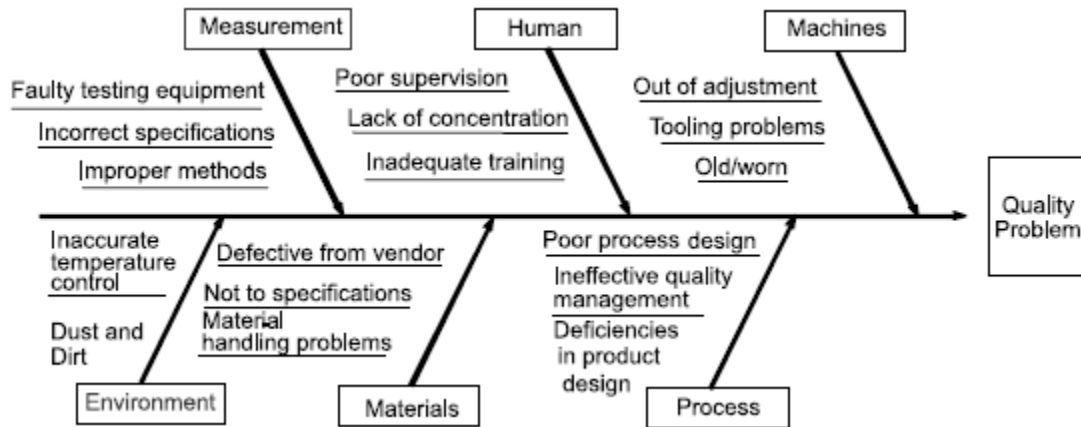 Measurement
Human
Machines
Faulty testing equipment
Incorrect specifications
Improper methods
Poor supervision
Lack of concentration
Inadequate training
Out of adjustment
Tooling problems
Old/worn
Quality
Problem
Inaccurate
temperature
control
Dust and
Dirt
Defective from vendor
Not to specifications
Material
handling problems
Poor process design
Ineffective quality
management
Deficiencies
in product
design
Environment
Materials
Process